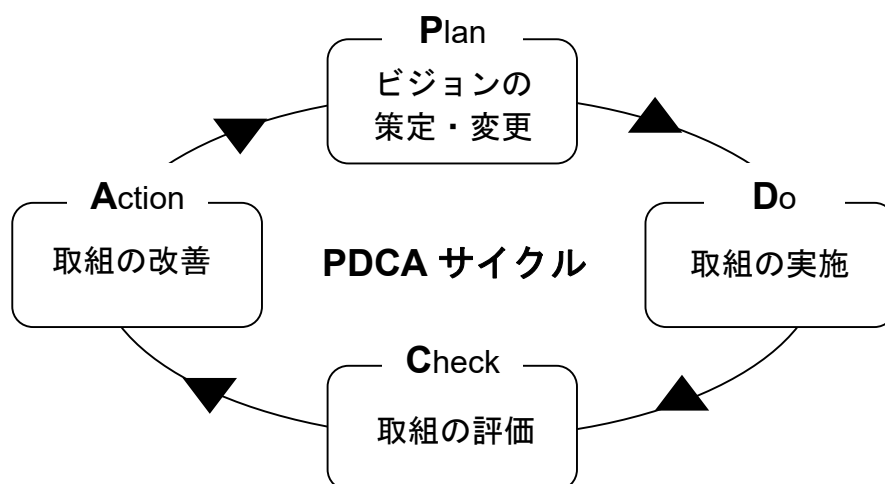 Plan
ビジョンの
策定・変更
Action
取組の改善
PDCA サイクル
Do
取組の実施
Check
取組の評価